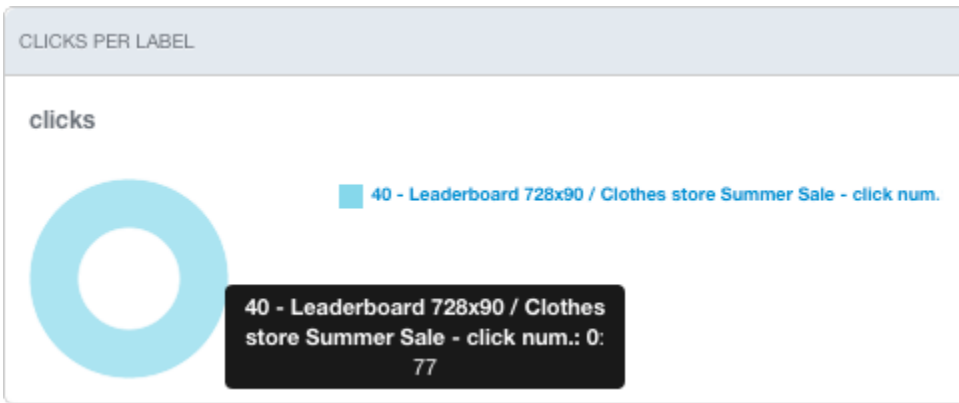 CLICKS PER LABEL
clicks
40 - Leaderboard 728x90 / Clothes store Summer Sale - click num.
40 - Leaderboard 728x90 / Clothes
store Summer Sale - click num.: 0:
77